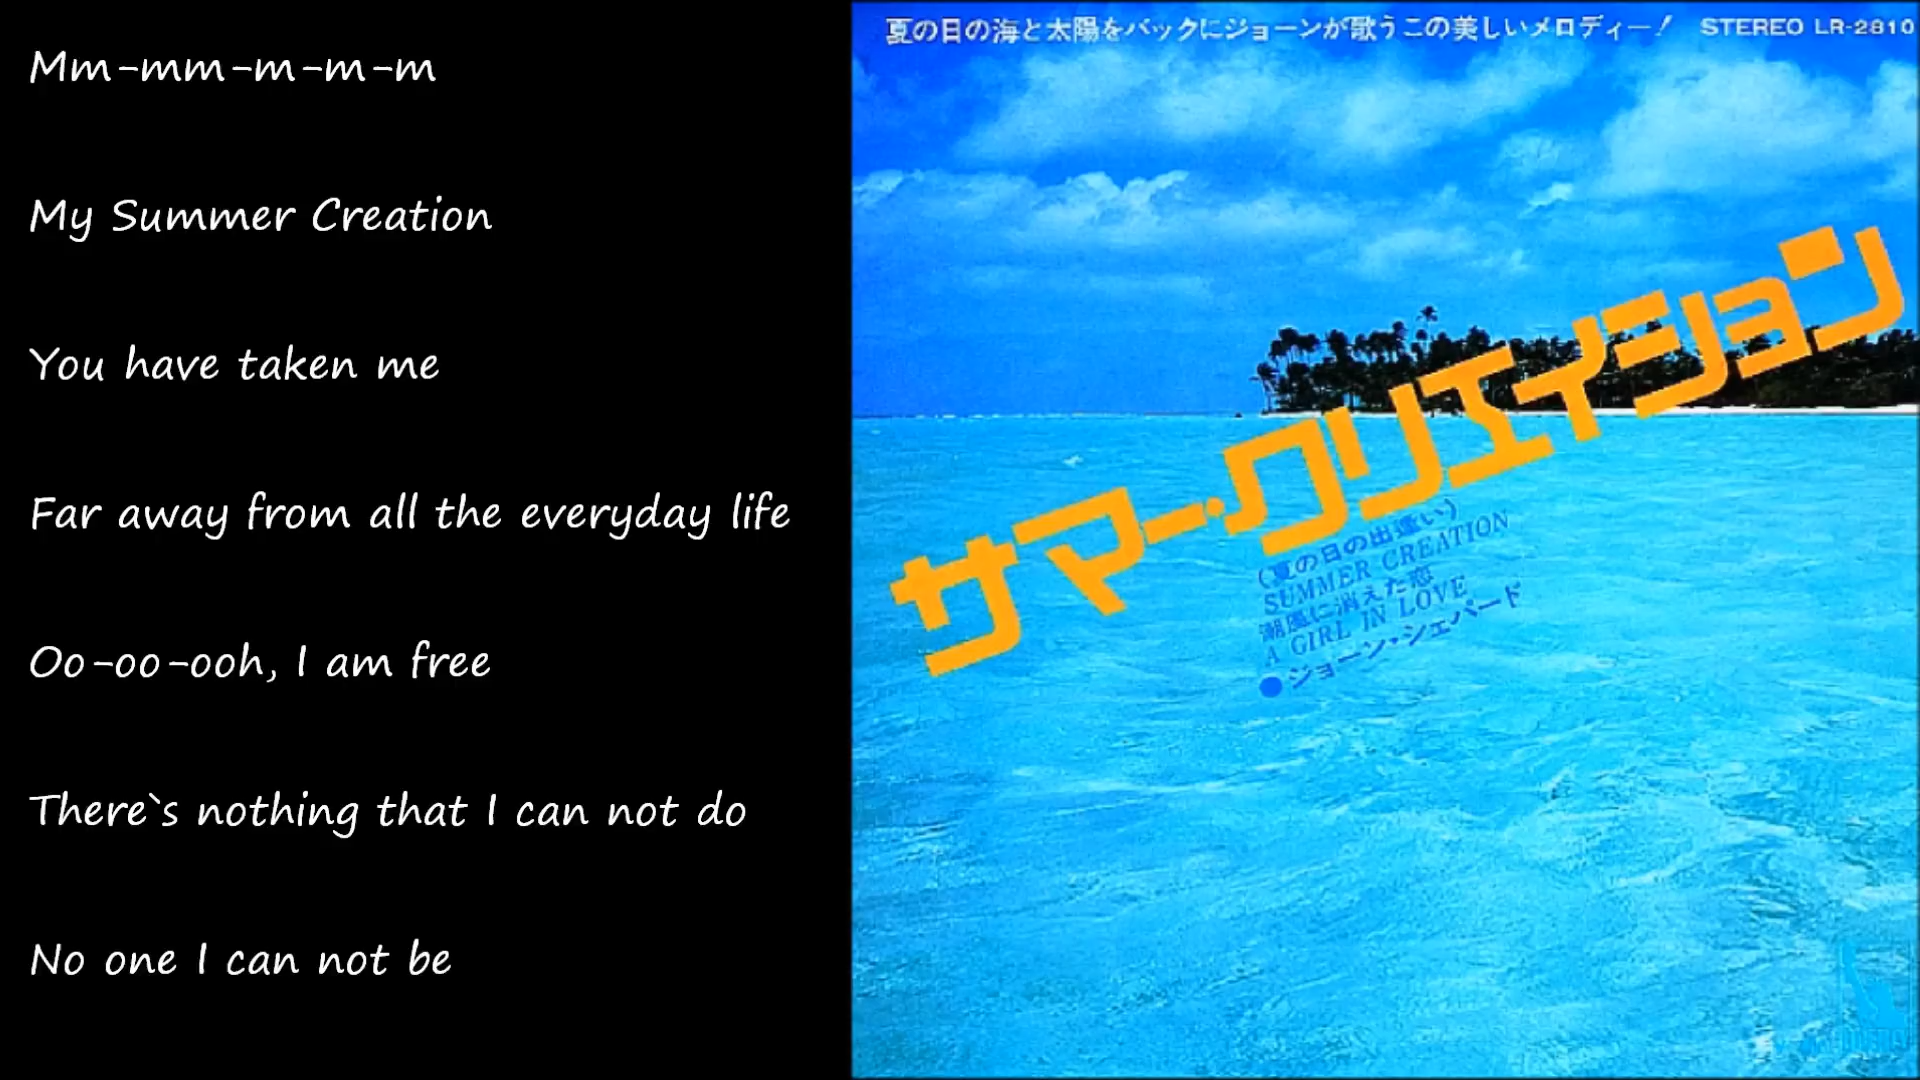 Mm-mm-m-m-m
My Summer Creation
You have taken me
Far away from all the everyday life
Oo-oo-ooh, I am free
There`s nothing that I can not do
No one I can not be
夏の日の海と太陽をバックにジョーンが歌うこの美しいメロディー! STEREO LR-2810
サマー・クリエイション
(夏の日の出逢い)
SUMMER CREATION
潮風に消えた恋
A GIRL IN LOVE
●ジョーン・シェパード